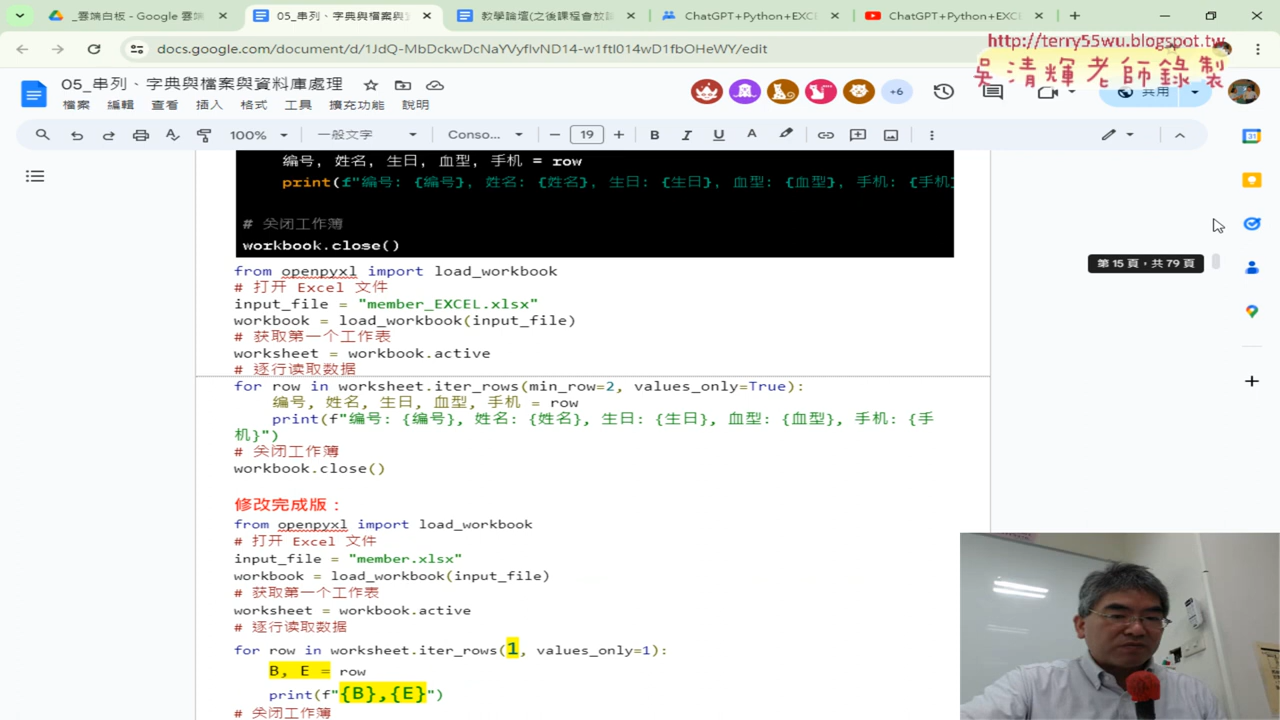 _雲端白板 - Google 雲端
05_串列、字典與檔案與資
教學論壇(之後課程會放
ChatGPT+Python+EXC
ChatGPT+Python+EXCE
docs.google.com/document/d/1JdQ-MbDckwDcNaYVyfivND14-w1ftI014wD1fbOHeWY/edit
http://terry55wu.blogspot.tw
吳清輝老師錄製
05_串列、字典與檔案與資料庫處理
檔案 編輯 查看 插入 格式 工具 擴充功能 說明
+6
共用
100% 一般文字 Conso... 19 B I U A
编号, 姓名, 生日, 血型, 手机 = row
print(f"编号: {编号}, 姓名: {姓名}, 生日: {生日}, 血型: {血型}, 手机: {手机}
# 关闭工作簿
workbook.close()
from openpyxl import load_workbook
# 打开 Excel 文件
input_file = "member_EXCEL.xlsx"
workbook = load_workbook(input_file)
# 获取第一个工作表
worksheet = workbook.active
# 逐行读取数据
for row in worksheet.iter_rows(min_row=2, values_only=True):
编号, 姓名, 生日, 血型, 手机 = row
print(f"编号: {编号}, 姓名: {姓名}, 生日: {生日}, 血型: {血型}, 手机: {手
机}")
# 关闭工作簿
workbook.close()
第 15 頁，共 79 頁
修改完成版：
from openpyxl import load_workbook
# 打开 Excel 文件
input_file = "member.xlsx"
workbook = load_workbook(input_file)
# 获取第一个工作表
worksheet = workbook.active
# 逐行读取数据
for row in worksheet.iter_rows(1, values_only=1):
B, E = row
print(f"{B},{E}")
# 关闭工作簿